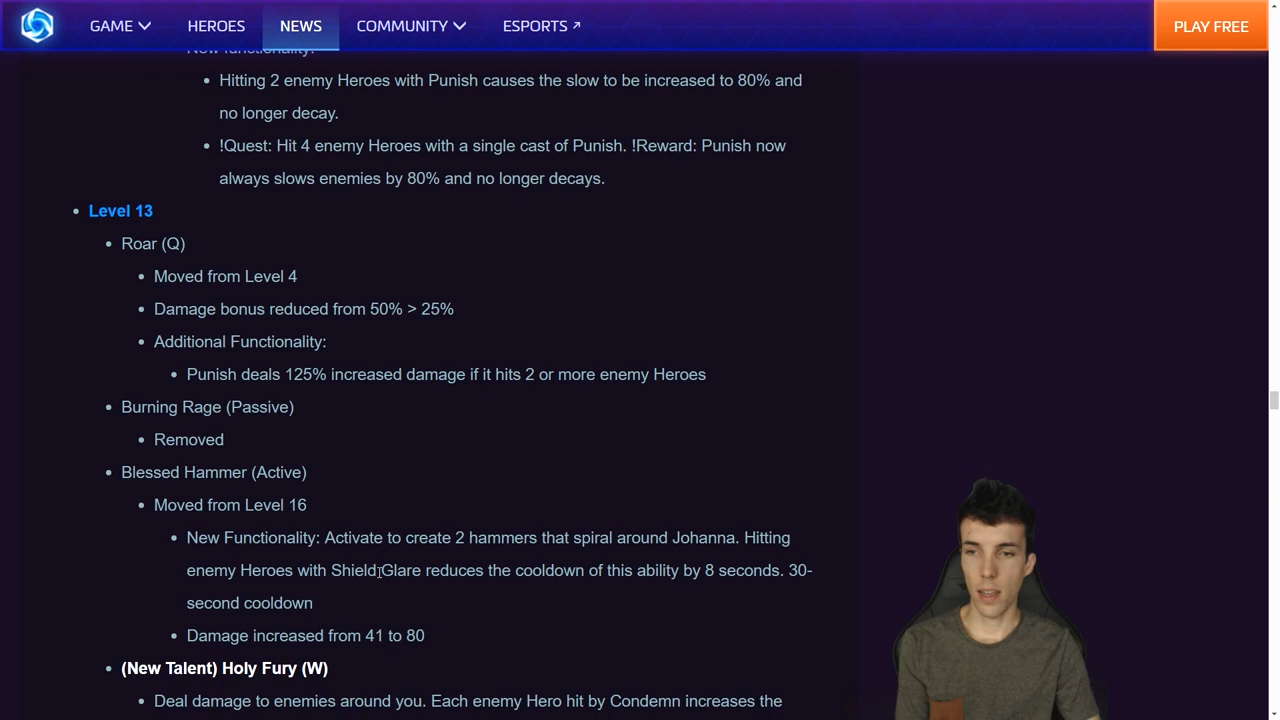 GAME HEROES NEWS COMMUNITY ESPORTS PLAY FREE
New functionality:
Hitting 2 enemy Heroes with Punish causes the slow to be increased to 80% and
no longer decay.
!Quest: Hit 4 enemy Heroes with a single cast of Punish. !Reward: Punish now
always slows enemies by 80% and no longer decays.
Level 13
Roar (Q)
Moved from Level 4
Damage bonus reduced from 50% > 25%
Additional Functionality:
Punish deals 125% increased damage if it hits 2 or more enemy Heroes
Burning Rage (Passive)
Removed
Blessed Hammer (Active)
Moved from Level 16
New Functionality: Activate to create 2 hammers that spiral around Johanna. Hitting
enemy Heroes with Shield Glare reduces the cooldown of this ability by 8 seconds. 30-
second cooldown
Damage increased from 41 to 80
(New Talent) Holy Fury (W)
Deal damage to enemies around you. Each enemy Hero hit by Condemn increases the